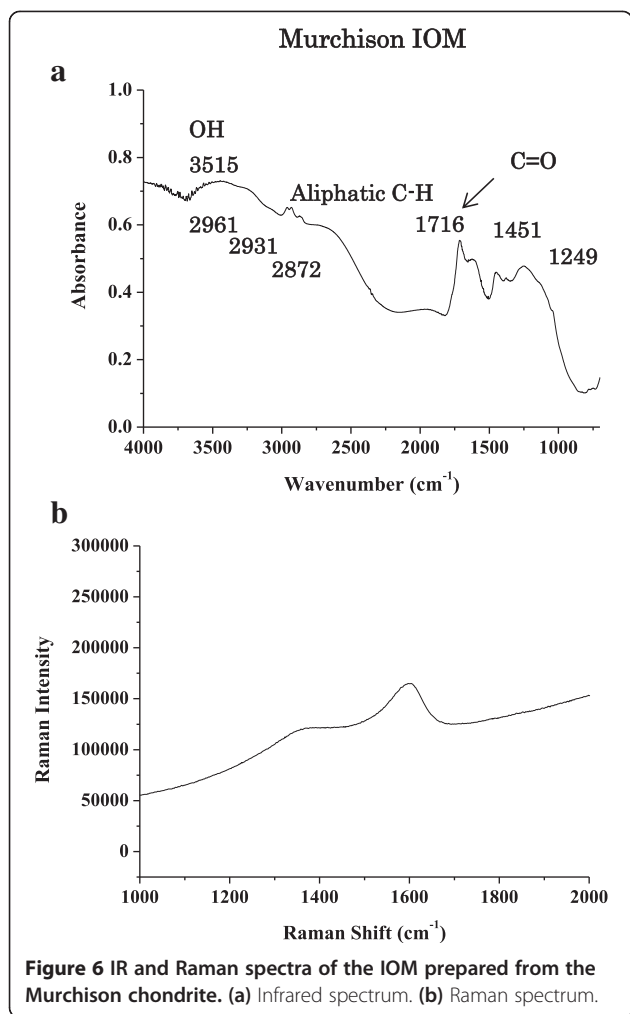 Murchison IOM
a
1.0
OH
0.8
3515
C=O
Aliphatic C-H
0.6
2961
1716
1451
2931
1249
2872
Absorbance
0.4
0.2
0.0
4000 3500 3000 2500 2000 1500 1000
Wavenumber (cm-1)
b
300000
250000
200000
150000
100000
50000
0
Raman Intensity
1000 1200 1400 1600 1800 2000
Raman Shift (cm-1)
Figure 6 IR and Raman spectra of the IOM prepared from the
Murchison chondrite. (a) Infrared spectrum. (b) Raman spectrum.